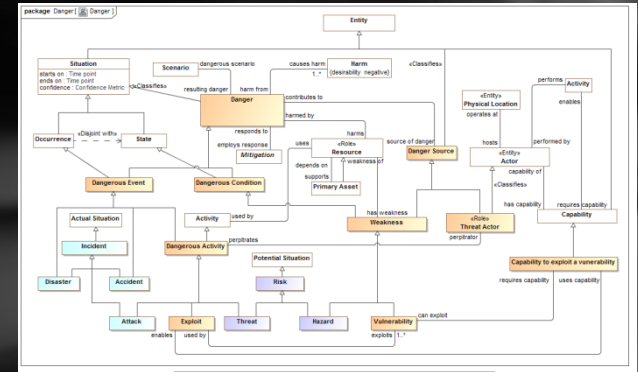 package Danger [ Danger ]
Entity
Situation
starts on : Time point
ends on : Time point
confidence : Confidence Metric
Scenario
dangerous scenario
causes harm
1..*
Harm
{desirability negative}
«Classifies»
«Classifies»
resulting danger
harm from
Danger
contributes to
harmed by
performs
Activity
enables
«Entity»
Physical Location
operates at
Occurrence
«Disjoint with»
State
responds to
employs response
Mitigation
uses
harms
«Role»
Resource
depends on
weakness of
supports
Primary Asset
source of danger
Danger Source
hosts
«Entity»
Actor
performed by
capability of
«Classifies»
Dangerous Event
Dangerous Condition
has capability
requires capability
Capability
Actual Situation
Activity
used by
has weakness
Weakness
«Role»
Threat Actor
Incident
Dangerous Activity
perpitrates
perpitrator
Potential Situation
Capability to exploit a vunerability
Disaster
Accident
Risk
requires capability
uses capability
Attack
Exploit
Threat
Hazard
Vulnerability
can exploit
enables
used by
exploits
1..*